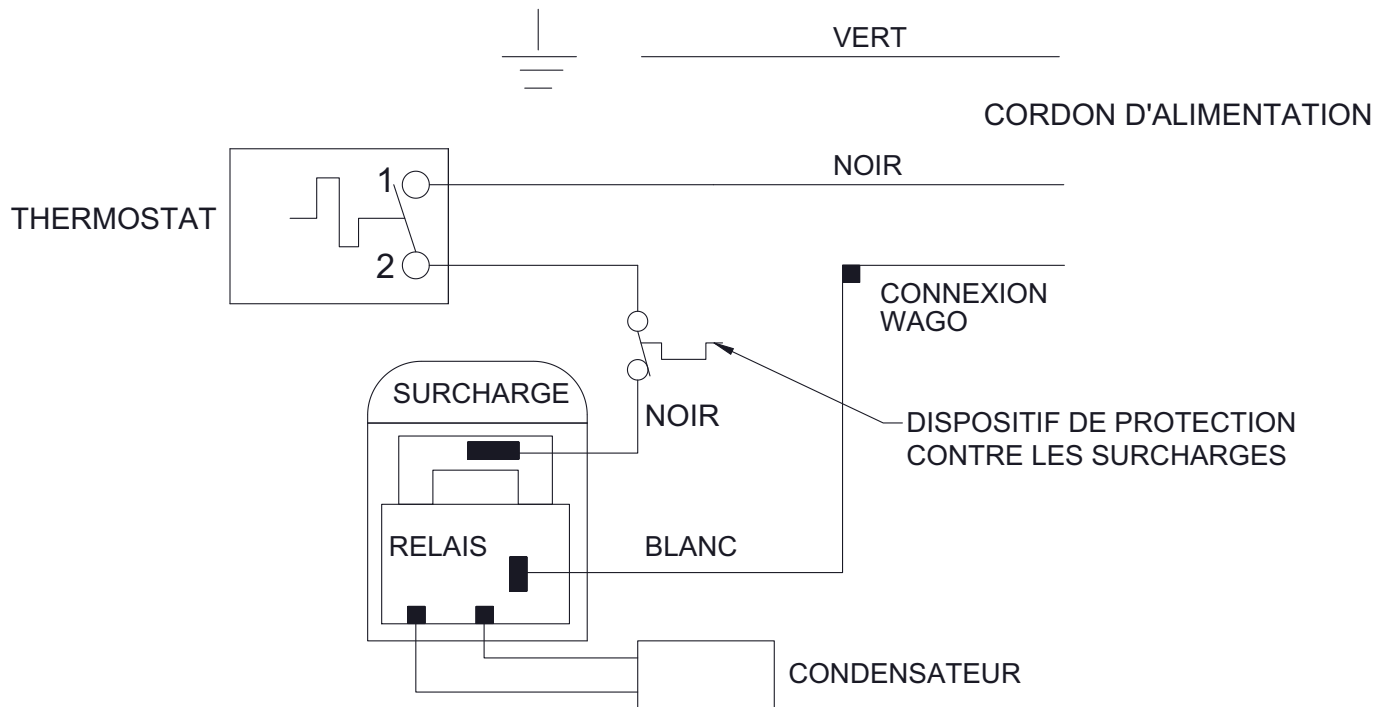 VERT
CORDON D'ALIMENTATION
NOIR
1
THERMOSTAT
2
CONNEXION
WAGO
SURCHARGE
NOIR
DISPOSITIF DE PROTECTION
CONTRE LES SURCHARGES
RELAIS
BLANC
CONDENSATEUR